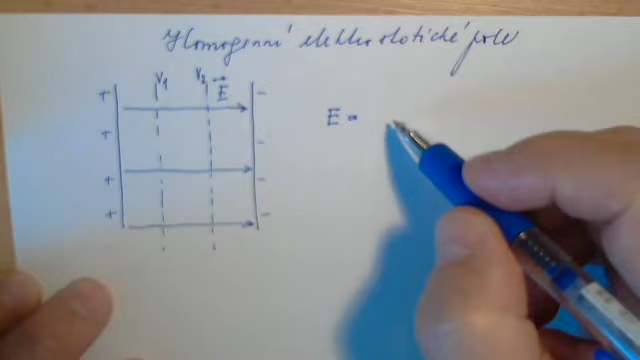 Homogenní elektrostatické pole
V₁ V₂ E
+ -
+ -
+ -
+ -
E =